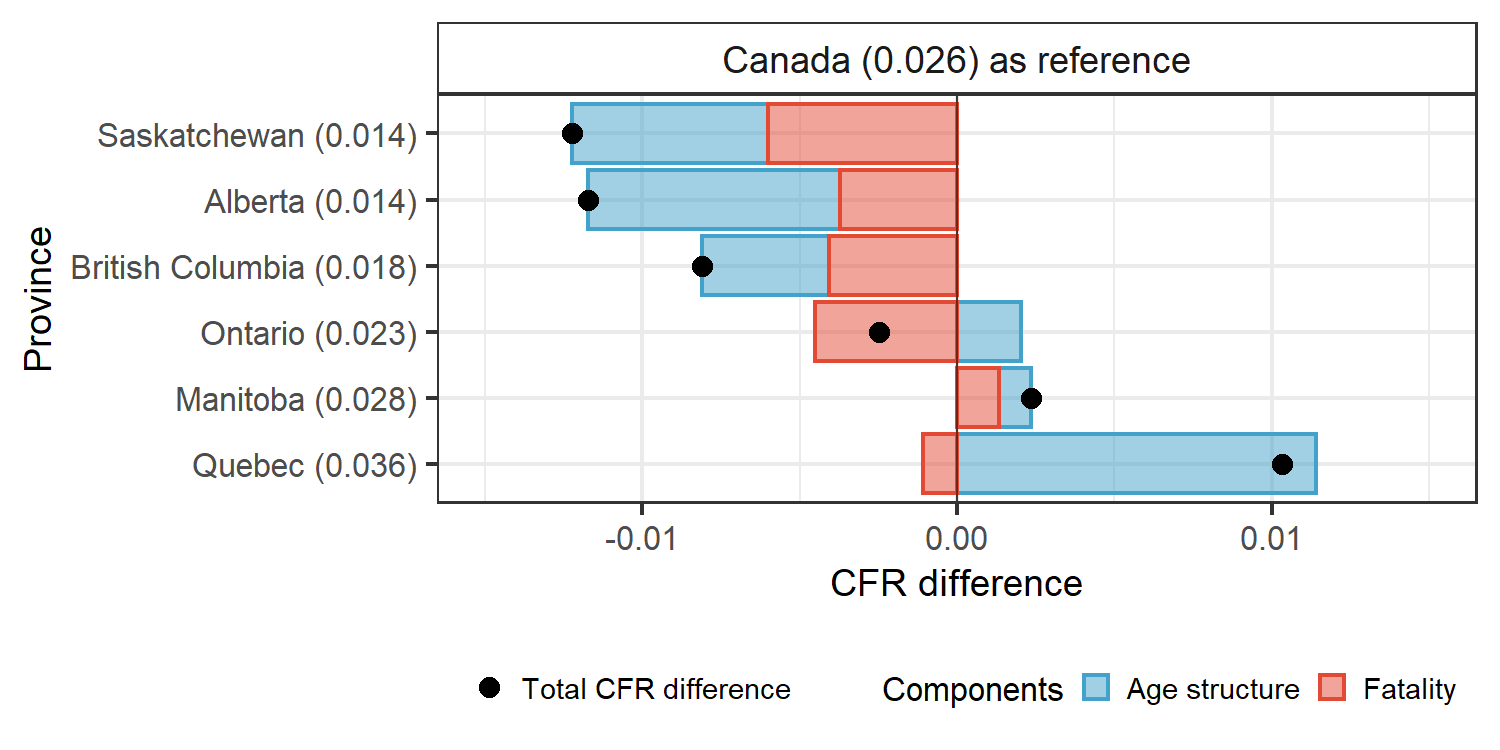 Canada (0.026) as reference
Province
Saskatchewan (0.014)
Alberta (0.014)
British Columbia (0.018)
Ontario (0.023)
Manitoba (0.028)
Quebec (0.036)
-0.01 0.00 0.01
CFR difference
Total CFR difference Components Age structure Fatality